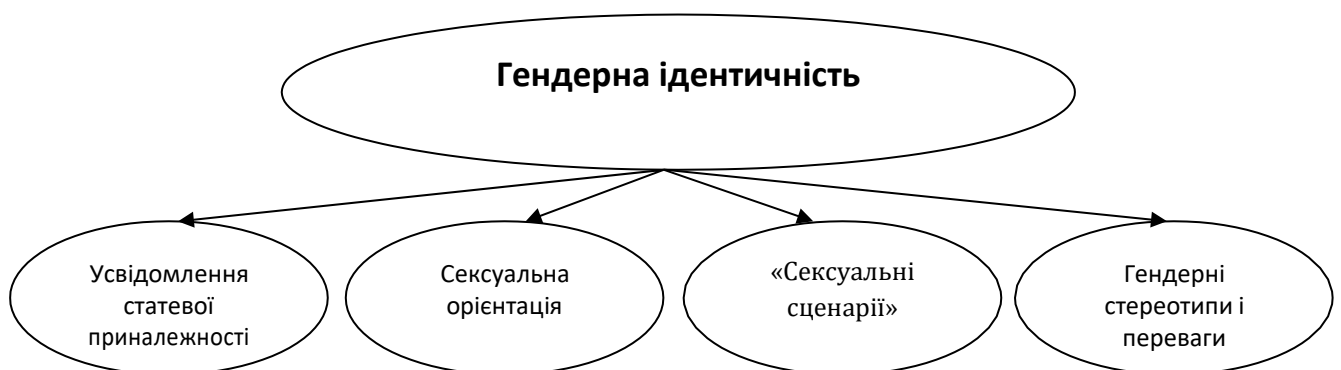 Гендерна ідентичність
Усвідомлення
статевої
приналежності
Сексуальна
орієнтація
«Сексуальні
сценарії»
Гендерні
стереотипи і
переваги